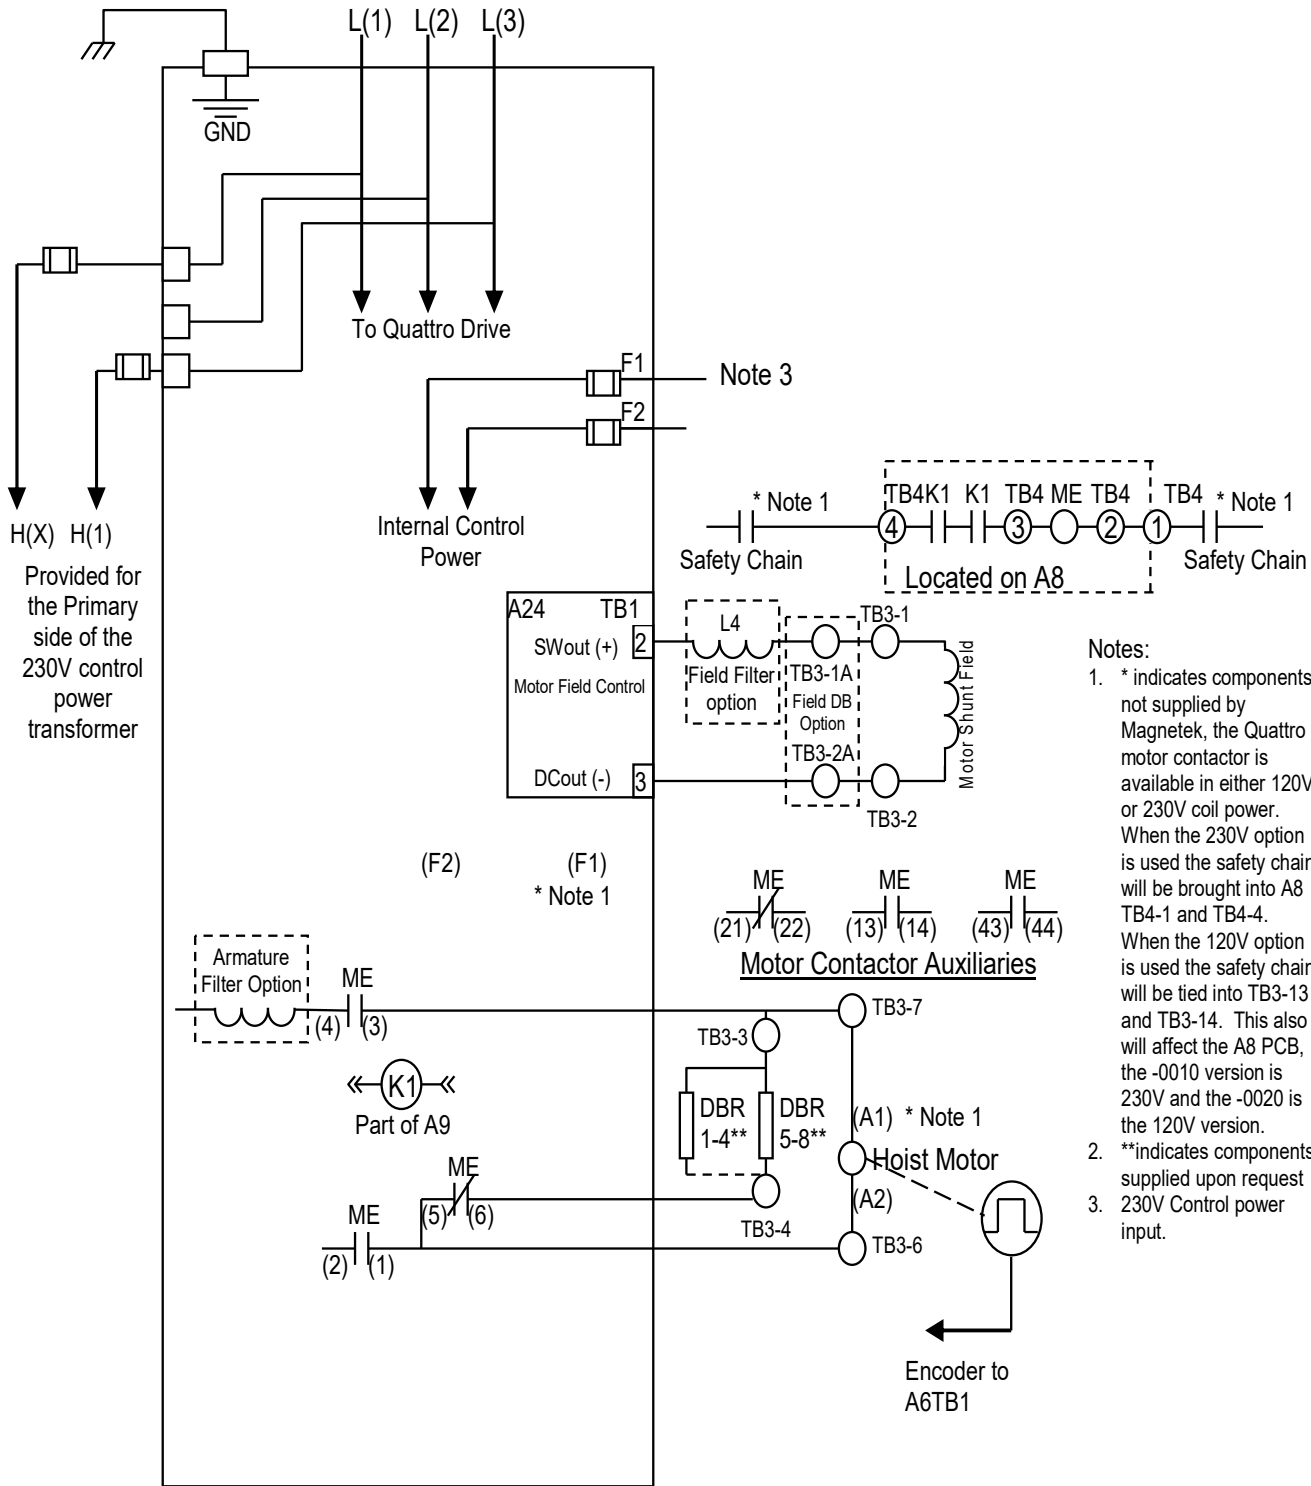 L(1) L(2) L(3)
GND
To Quattro Drive
F1
Note 3
F2
H(X) H(1)
Provided for
the Primary
side of the
230V control
power
transformer
Internal Control
Power
* Note 1
TB4 K1 K1 TB4 ME TB4 TB4
* Note 1
4 3 2 1
Safety Chain
Located on A8
Safety Chain
A24 TB1
SWout (+) 2
Motor Field Control
DCout (-) 3
L4
Field Filter
option
TB3-1
TB3-1A
Field DB
Option
TB3-2A
TB3-2
Motor Shunt Field
Notes:
1. * indicates components
not supplied by
Magnetek, the Quattro
motor contactor is
available in either 120V
or 230V coil power.
When the 230V option
is used the safety chain
will be brought into A8
TB4-1 and TB4-4.
When the 120V option
is used the safety chain
will be tied into TB3-13
and TB3-14. This also
will affect the A8 PCB,
the -0010 version is
230V and the -0020 is
the 120V version.
2. **indicates components
supplied upon request
3. 230V Control power
input.
(F2) (F1)
* Note 1
ME ME ME
(21) (22) (13) (14) (43) (44)
Motor Contactor Auxiliaries
Armature
Filter Option
ME
(4) (3)
TB3-7
TB3-3
K1
Part of A9
DBR
1-4**
DBR
5-8**
(A1) * Note 1
Hoist Motor
(A2)
ME
(5) (6)
TB3-4
ME
(2) (1)
TB3-6
Encoder to
A6TB1